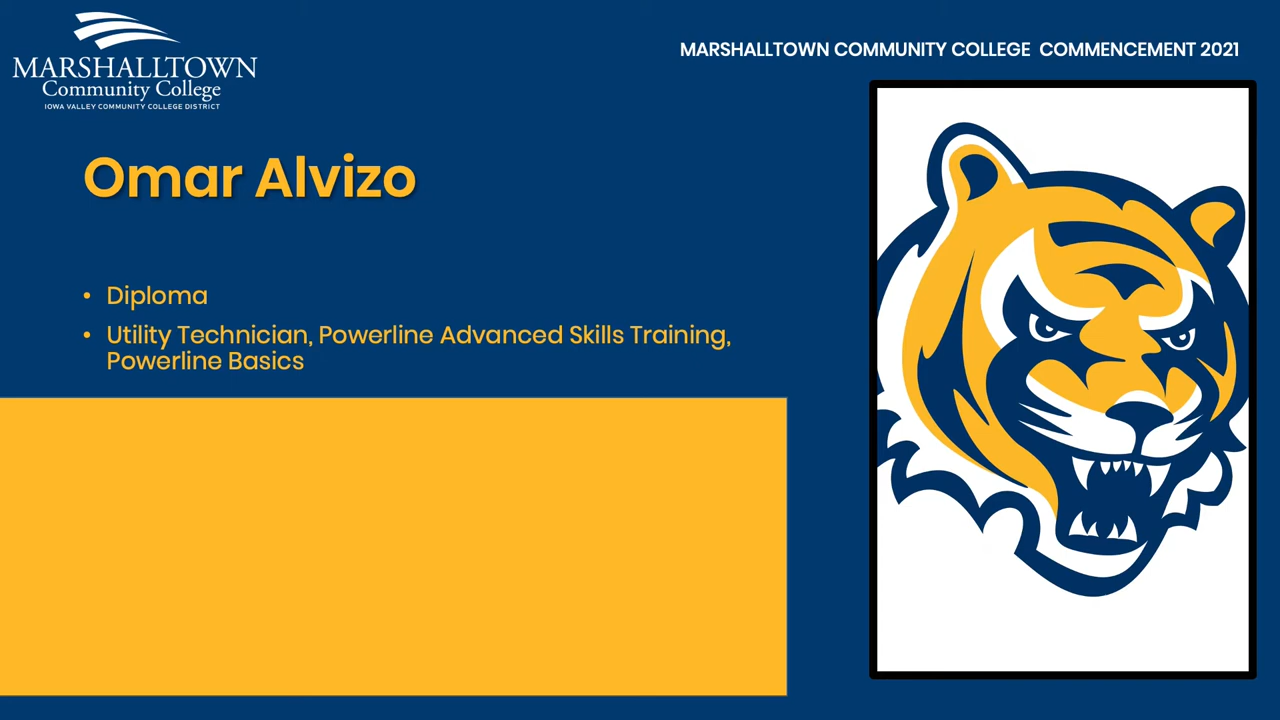 MARSHALLTOWN
Community College
IOWA VALLEY COMMUNITY COLLEGE DISTRICT
MARSHALLTOWN COMMUNITY COLLEGE COMMENCEMENT 2021
Omar Alvizo
• Diploma
• Utility Technician, Powerline Advanced Skills Training,
Powerline Basics